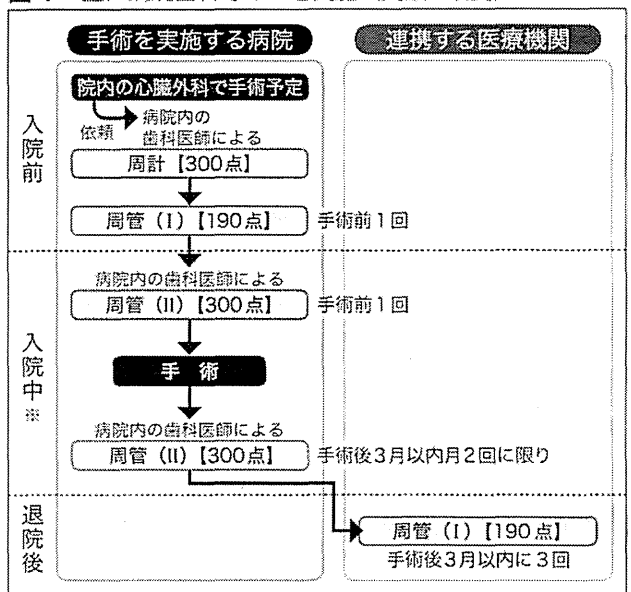 手術を実施する病院
連携する医療機関
入院前
院内の心臓外科で手術予定
依頼
病院内の
歯科医師による
周計【300点】
周管（I）【190点】
手術前1回
入院中※
病院内の歯科医師による
周管（II）【300点】
手術前1回
手術
病院内の歯科医師による
周管（II）【300点】
手術後3月以内月2回に限り
退院後
周管（I）【190点】
手術後3月以内に3回